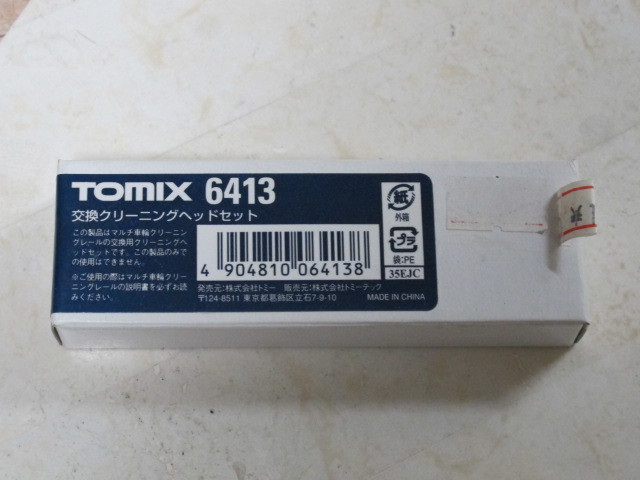 TOMIX 6413
交換クリーニングヘッドセット
この製品はマルチ車輪クリーニ
ングレールの交換用クリーニングヘ
ッドセットです。この製品のみで
の使用はできません。
※ご使用の際はマルチ車輪クリー
ニングレールの説明書を必ずお読
みください。
4 904810 064138
発売元:株式会社トミー 販売元:株式会社トミーテック
〒124-8511 東京都葛飾区立石7-9-10
MADE IN CHINA
紙
外箱
プラ
袋:PE
35EJC